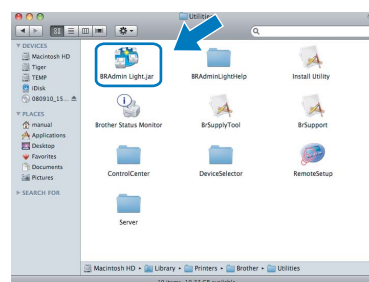 Utilities
DEVICES
Macintosh HD
Tiger
TEMP
iDisk
080910_15...
PLACES
manual
Applications
Desktop
Favorites
Documents
Pictures
SEARCH FOR
BRAdmin Light.jar
BRAdminLightHelp
Install Utility
Brother Status Monitor
BrSupplyTool
BrSupport
ControlCenter
DeviceSelector
RemoteSetup
Server
Macintosh HD ▸ Library ▸ Printers ▸ Brother ▸ Utilities